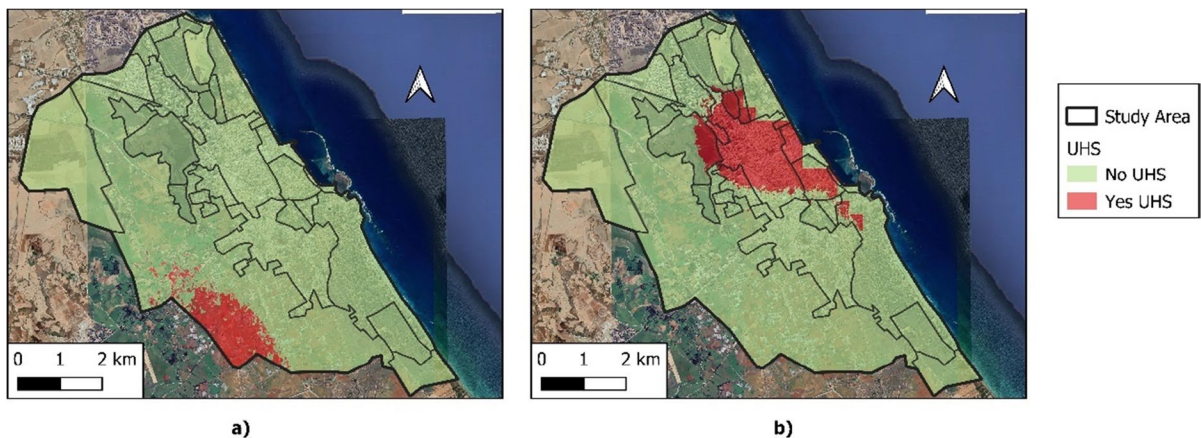 0 1 2 km
0 1 2 km
Study Area
UHS
No UHS
Yes UHS
a)
b)